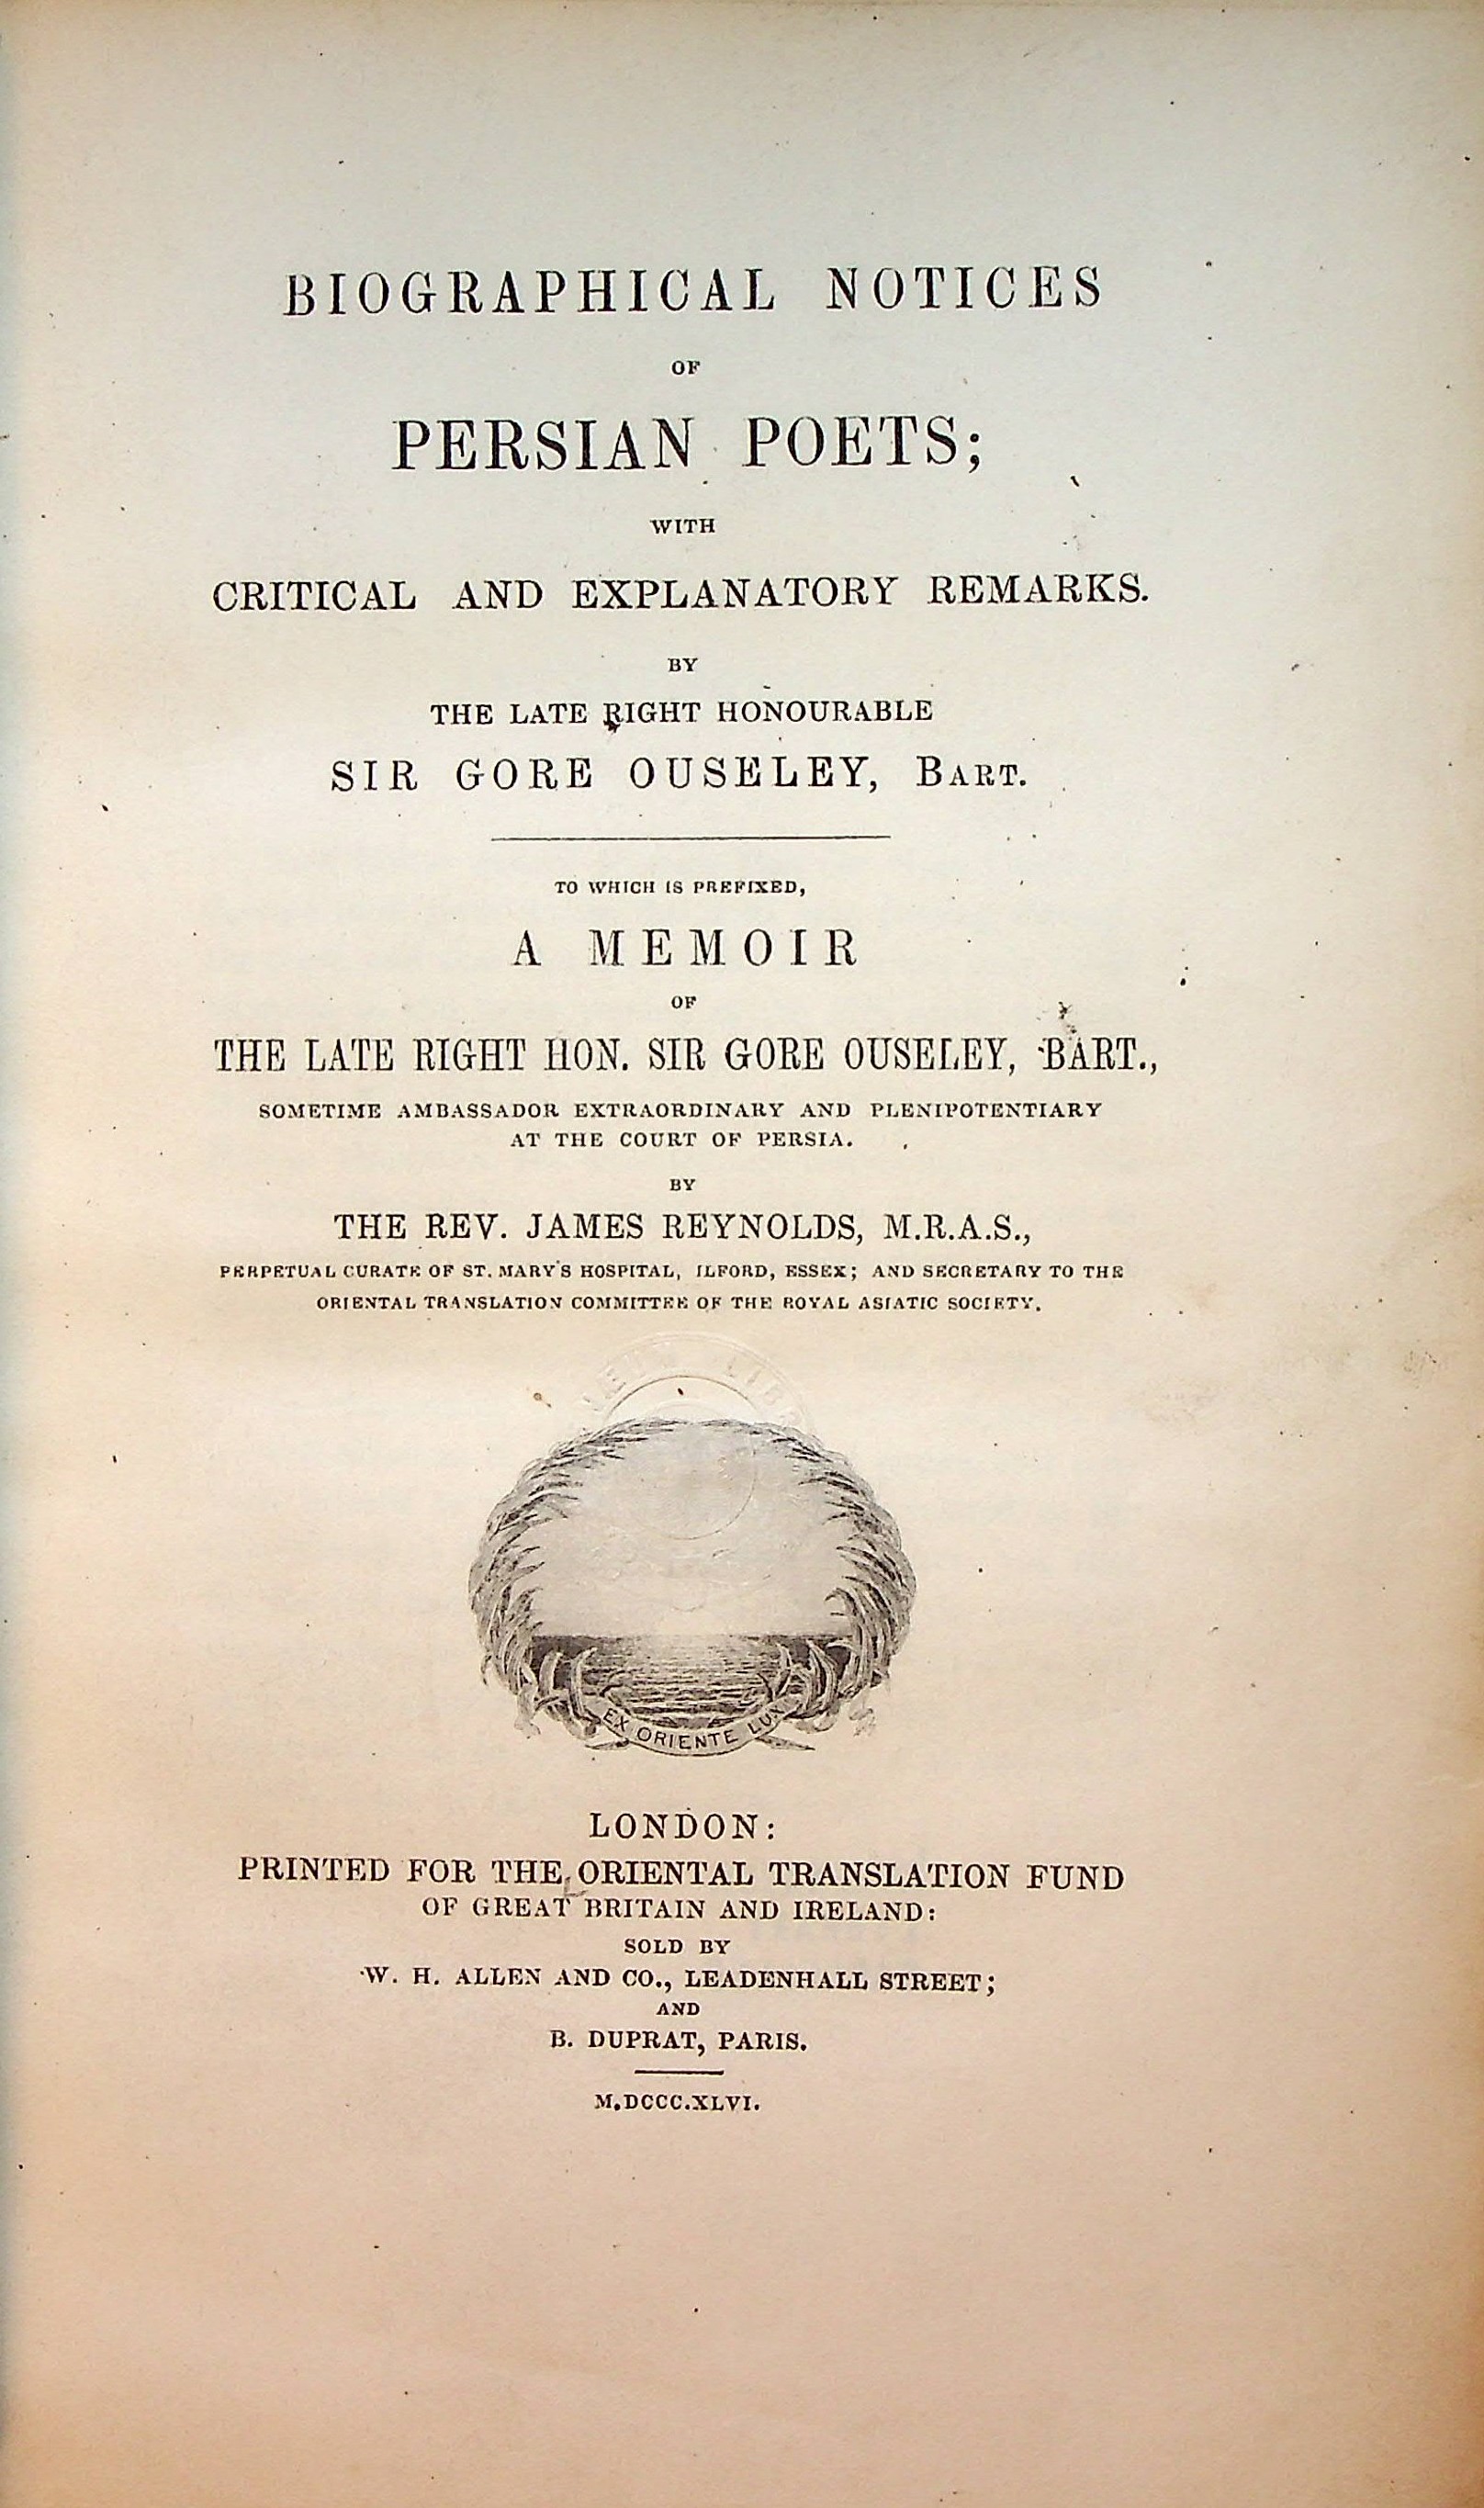 BIOGRAPHICAL NOTICES
OF
PERSIAN POETS;
WITH
CRITICAL AND EXPLANATORY REMARKS.
BY
THE LATE RIGHT HONOURABLE
SIR GORE OUSELEY, BART.
TO WHICH IS PREFIXED,
A MEMOIR
OF
THE LATE RIGHT HON. SIR GORE OUSELEY, BART.,
SOMETIME AMBASSADOR EXTRAORDINARY AND PLENIPOTENTIARY
AT THE COURT OF PERSIA.
BY
THE REV. JAMES REYNOLDS, M.R.A.S.,
PERPETUAL CURATE OF ST. MARY'S HOSPITAL, ILFORD, ESSEX; AND SECRETARY TO THE
ORIENTAL TRANSLATION COMMITTEE OF THE ROYAL ASIATIC SOCIETY.
EX ORIENTE LUX
LONDON:
PRINTED FOR THE ORIENTAL TRANSLATION FUND
OF GREAT BRITAIN AND IRELAND:
SOLD BY
W. H. ALLEN AND CO., LEADENHALL STREET;
AND
B. DUPRAT, PARIS.
M.DCCC.XLVI.